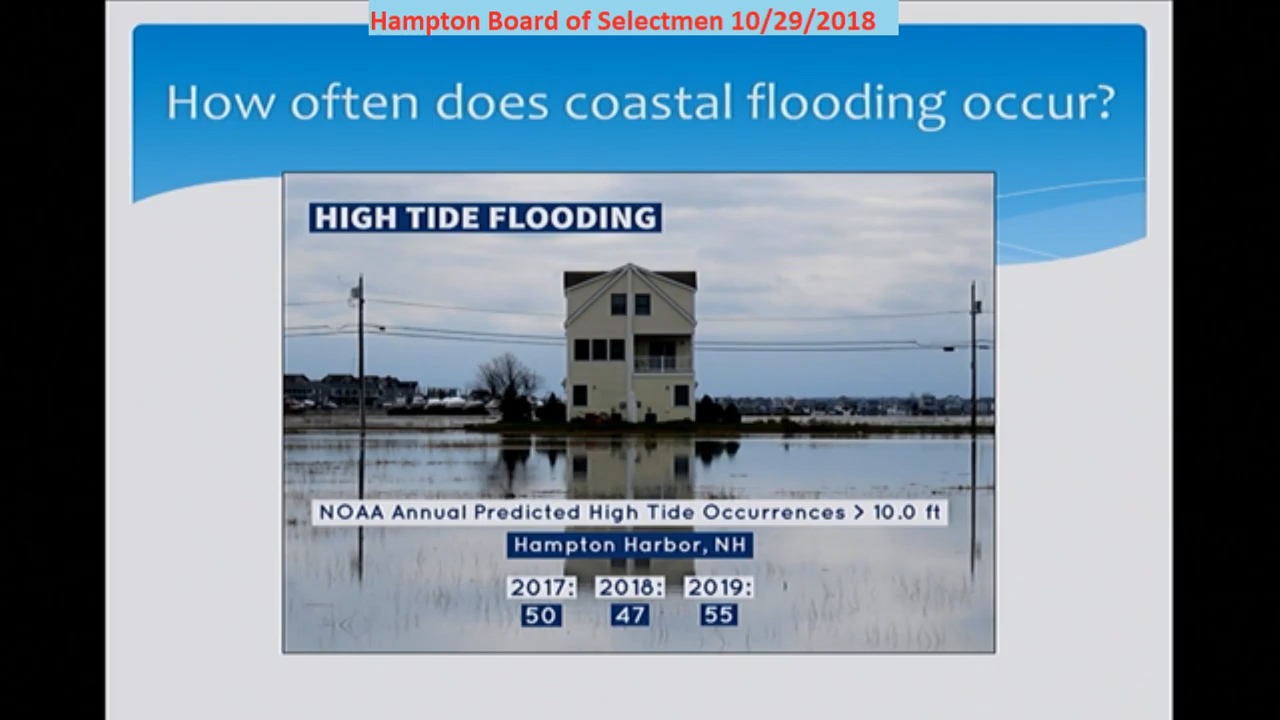 Hampton Board of Selectmen 10/29/2018
How often does coastal flooding occur?
HIGH TIDE FLOODING
NOAA Annual Predicted High Tide Occurrences > 10.0 ft
Hampton Harbor, NH
2017: 2018: 2019:
50 47 55